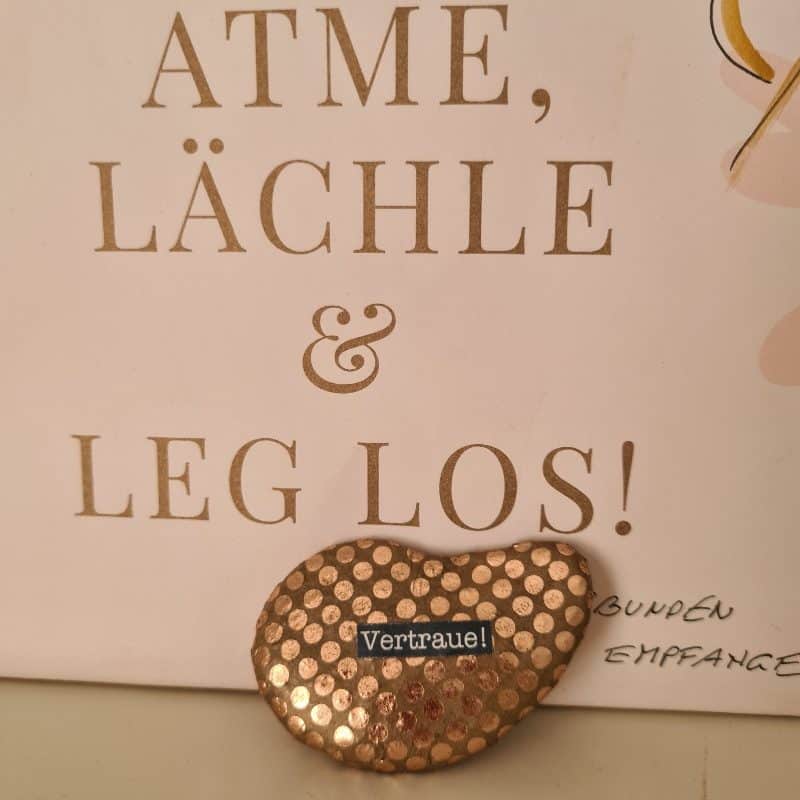 ATME,
LÄCHLE
&
LEG LOS!
Vertraue!
BUNDEN
EMPFANGE